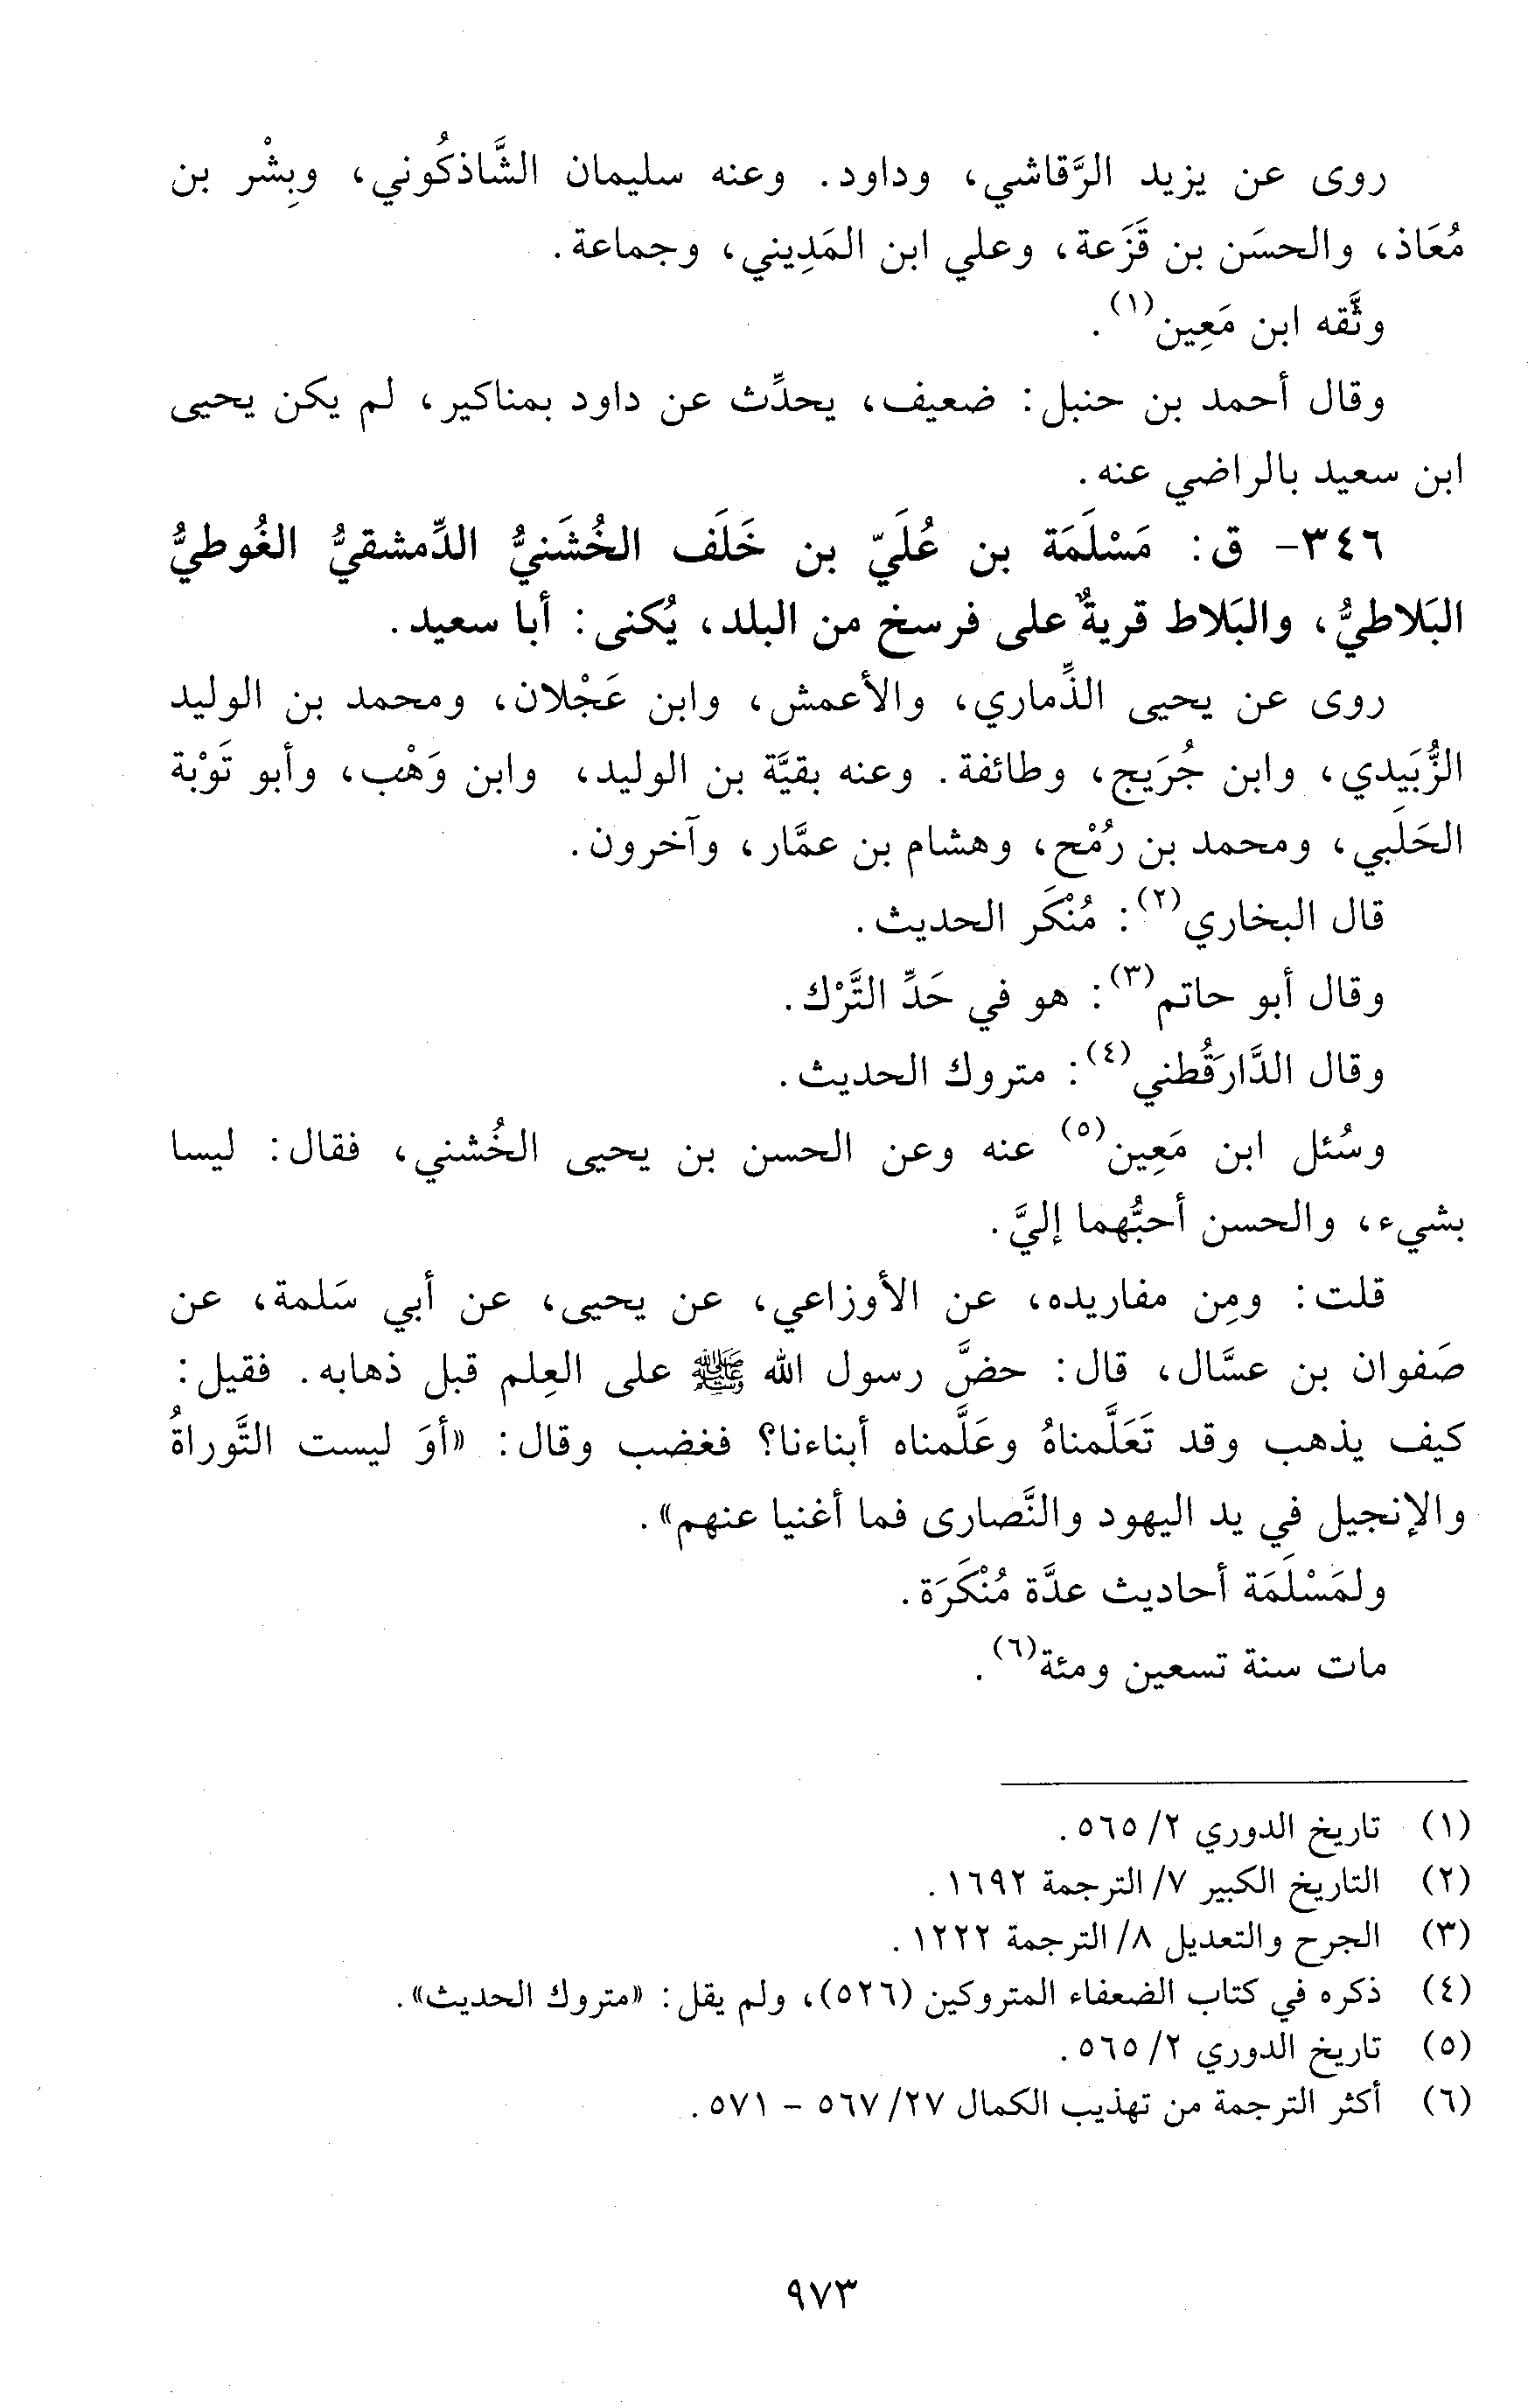 روى عن يزيد الرَّقاشي، وداود. وعنه سليمان الشَّاذكُوني، وبِشْر بن
مُعَاذ، والحسَن بن قَزَعة، وعلي ابن المَدِيني، وجماعة.
وثَّقه ابن مَعِين(١).
وقال أحمد بن حنبل: ضعيف، يحدِّث عن داود بمناكير، لم يكن يحيى
ابن سعيد بالراضي عنه.
٣٤٦- ق: مَسْلَمَة بن عُلَيّ بن خَلَف الخُشَنيُّ الدِّمشقيُّ الغُوطيُّ
البَلاطيُّ، والبَلاط قريةٌ على فرسخ من البلد، يُكنى: أبا سعيد.
روى عن يحيى الذِّماري، والأعمش، وابن عَجْلان، ومحمد بن الوليد
الزُّبَيدي، وابن جُرَيج، وطائفة. وعنه بقيَّة بن الوليد، وابن وَهْب، وأبو تَوْبة
الحَلَبي، ومحمد بن رُمْح، وهشام بن عمَّار، وآخرون.
قال البخاري(٢): مُنْكَر الحديث.
وقال أبو حاتم(٣): هو في حَدِّ التَّرْك.
وقال الدَّارَقُطني(٤): متروك الحديث.
وسُئل ابن مَعِين(٥) عنه وعن الحسن بن يحيى الخُشني، فقال: ليسا
بشيء، والحسن أحبُّهما إليَّ.
قلت: ومِن مفاريده، عن الأوزاعي، عن يحيى، عن أبي سَلمة، عن
صَفوان بن عسَّال، قال: حضَّ رسول الله ﷺ على العِلم قبل ذهابه. فقيل:
كيف يذهب وقد تَعَلَّمناهُ وعَلَّمناه أبناءنا؟ فغضب وقال: «أوَ ليست التَّوراةُ
والإنجيل في يد اليهود والنَّصارى فما أغنيا عنهم».
ولمَسْلَمَة أحاديث عدَّة مُنْكَرَة.
مات سنة تسعين ومئة(٦).
(١) تاريخ الدوري ٢/ ٥٦٥.
(٢) التاريخ الكبير ٧/ الترجمة ١٦٩٢.
(٣) الجرح والتعديل ٨/ الترجمة ١٢٢٢.
(٤) ذكره في كتاب الضعفاء المتروكين (٥٢٦)، ولم يقل: «متروك الحديث».
(٥) تاريخ الدوري ٢/ ٥٦٥.
(٦) أكثر الترجمة من تهذيب الكمال ٢٧/ ٥٦٧ - ٥٧١.
٩٧٣